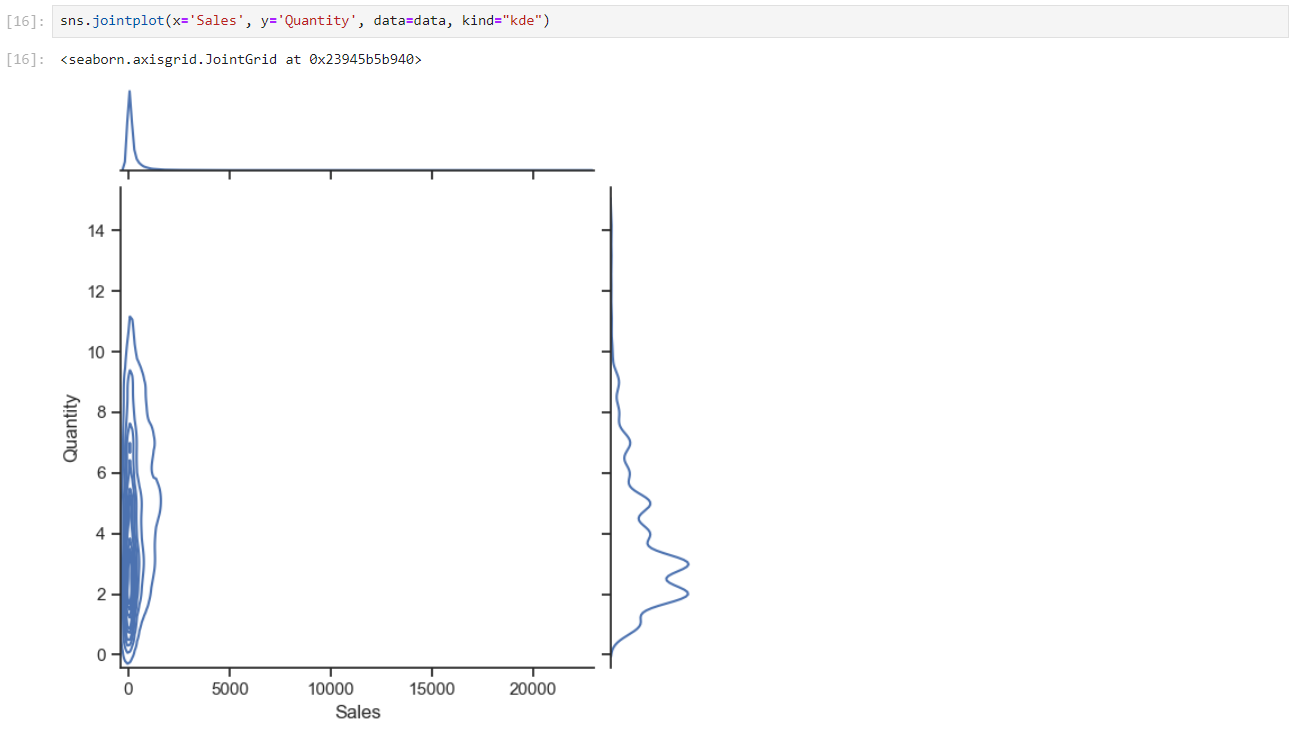 [16]: sns.jointplot(x='Sales', y='Quantity', data=data, kind="kde")
[16]: <seaborn.axisgrid.JointGrid at 0x23945b5b940>
14
12
10
8
6
4
2
0
Quantity
0 5000 10000 15000 20000
Sales